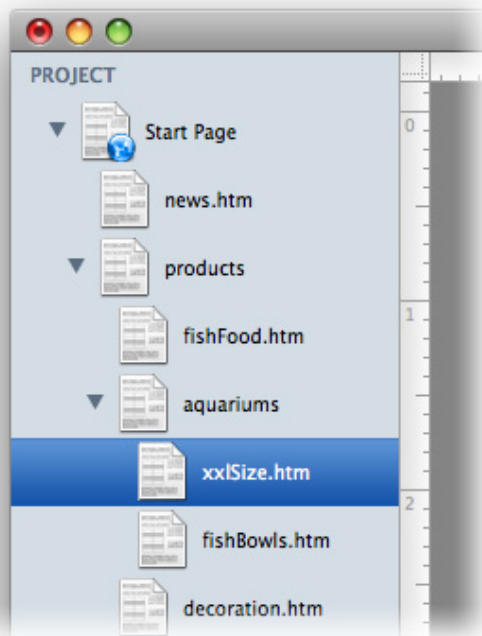 PROJECT
Start Page
0
news.htm
products
1
fishFood.htm
aquariums
xxlSize.htm
2
fishBowls.htm
decoration.htm